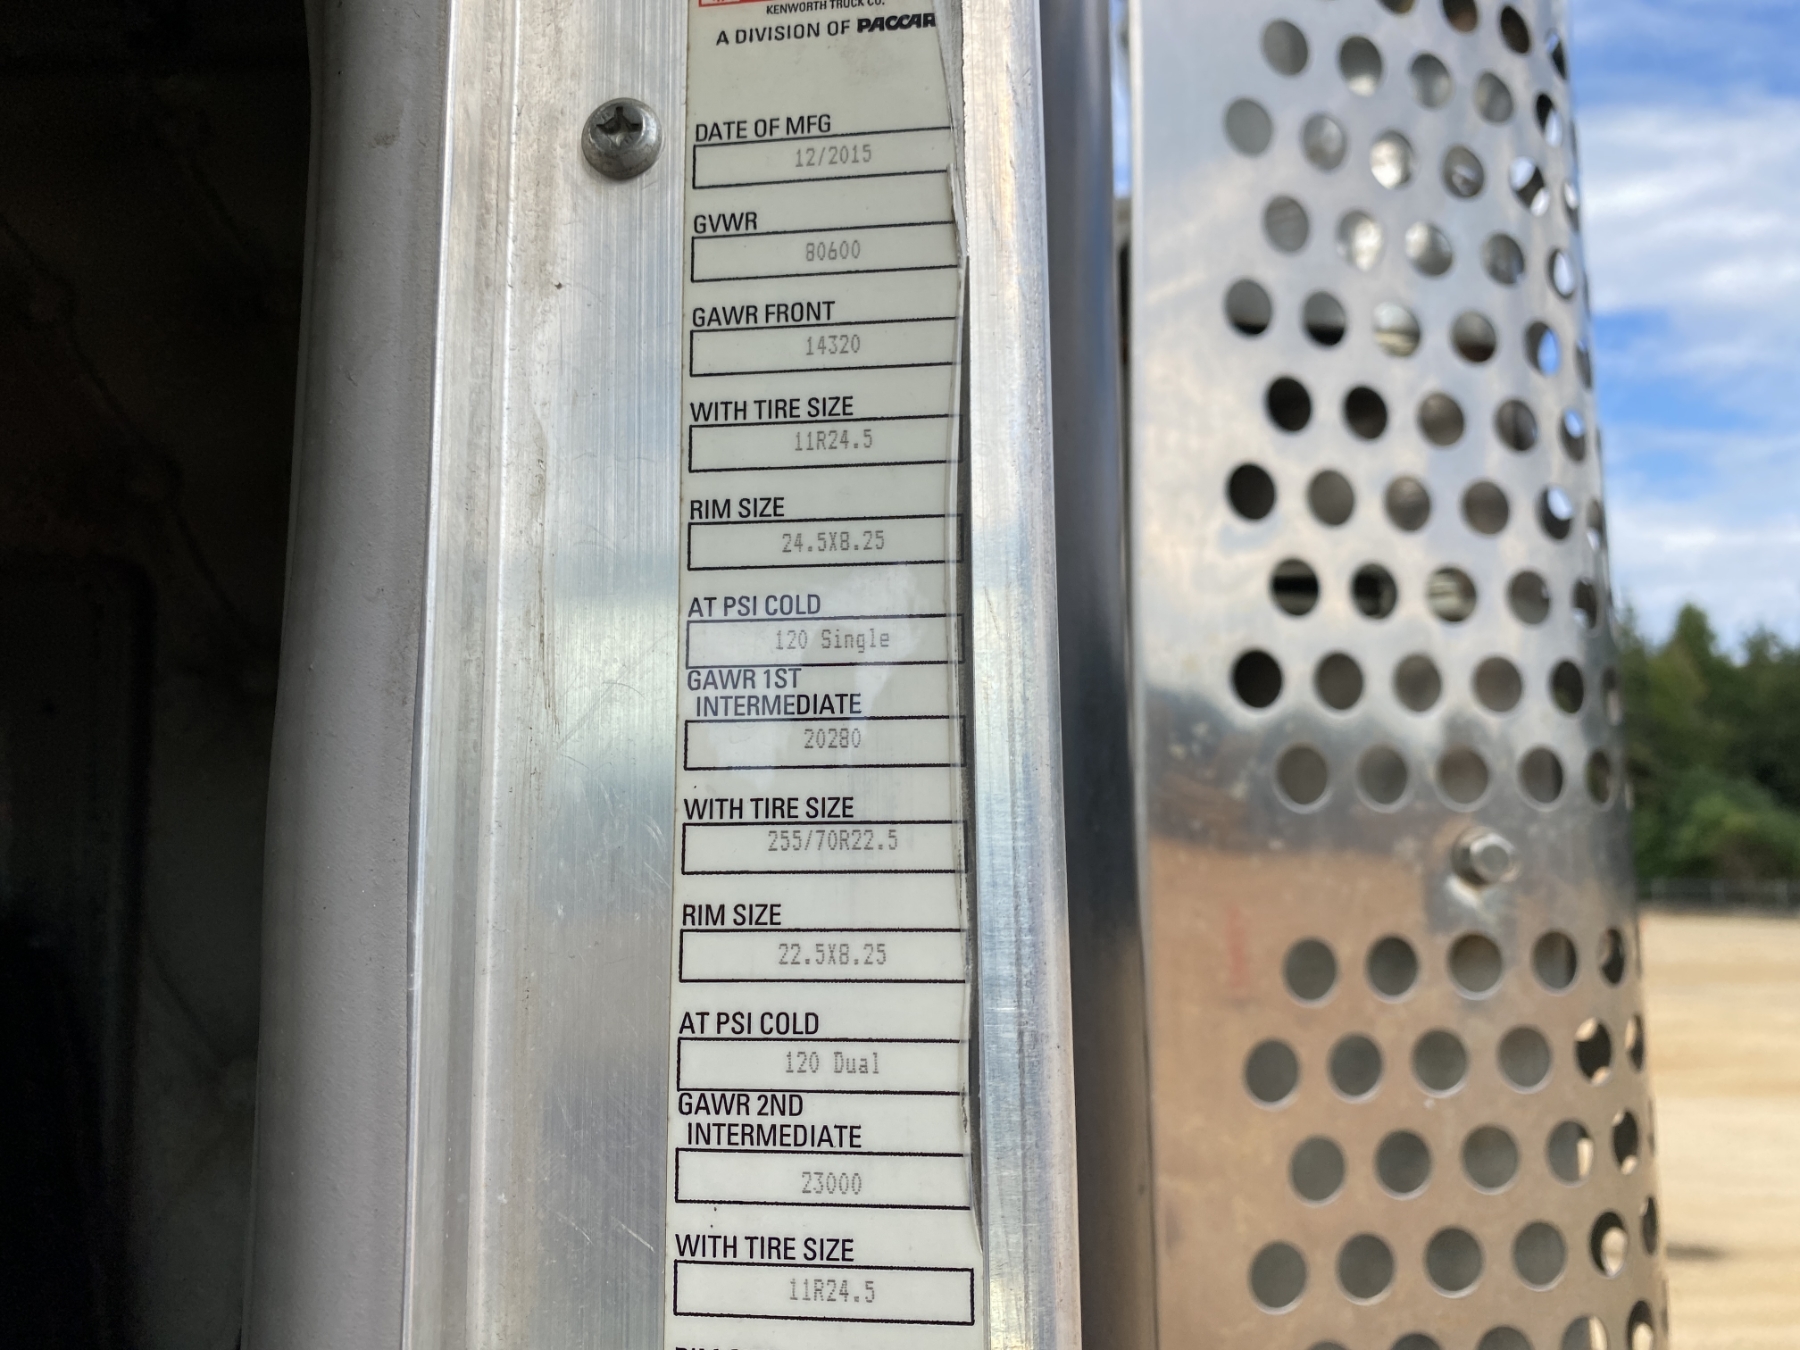 KENWORTH TRUCK CO.
A DIVISION OF PACCAR
DATE OF MFG
12/2015
GVWR
80600
GAWR FRONT
14320
WITH TIRE SIZE
11R24.5
RIM SIZE
24.5X8.25
AT PSI COLD
120 Single
GAWR 1ST
INTERMEDIATE
20280
WITH TIRE SIZE
255/70R22.5
RIM SIZE
22.5X8.25
AT PSI COLD
120 Dual
GAWR 2ND
INTERMEDIATE
23000
WITH TIRE SIZE
11R24.5